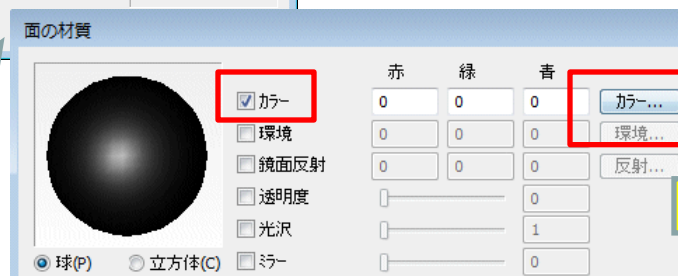 面の材質
赤 緑 青
カラー 0 0 0 カラー...
環境 0 0 0 環境...
鏡面反射 0 0 0 反射...
透明度 0
光沢 1
球(P) 立方体(C) ミラー 0